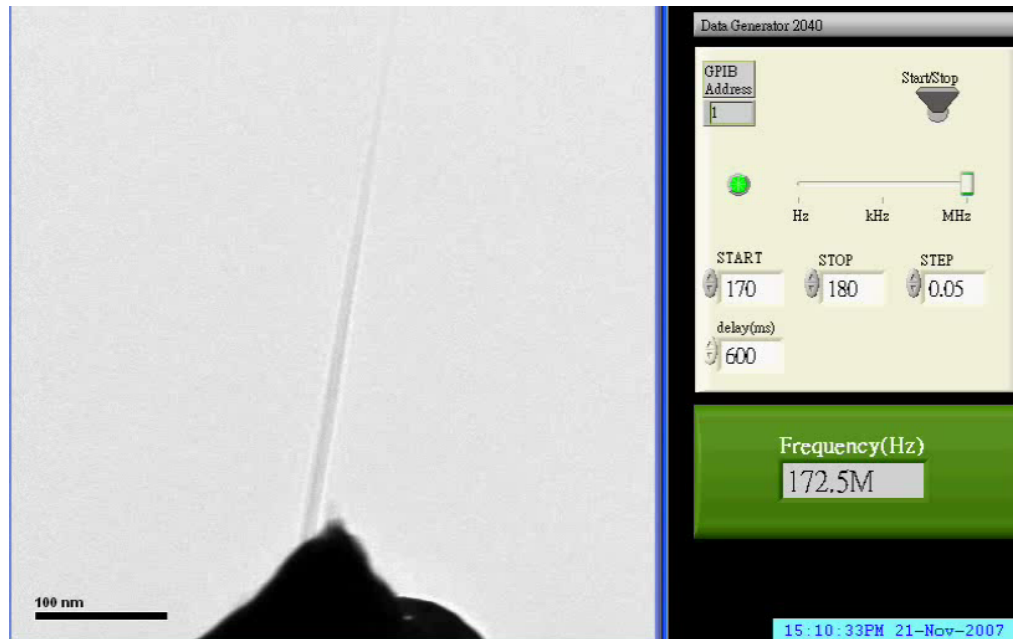 100 nm
Data Generator 2040
GPIB
Address
1
Start/Stop
Hz kHz MHz
START STOP STEP
170 180 0.05
delay(ms)
600
Frequency(Hz)
172.5M
15:10:33PM 21-Nov-2007